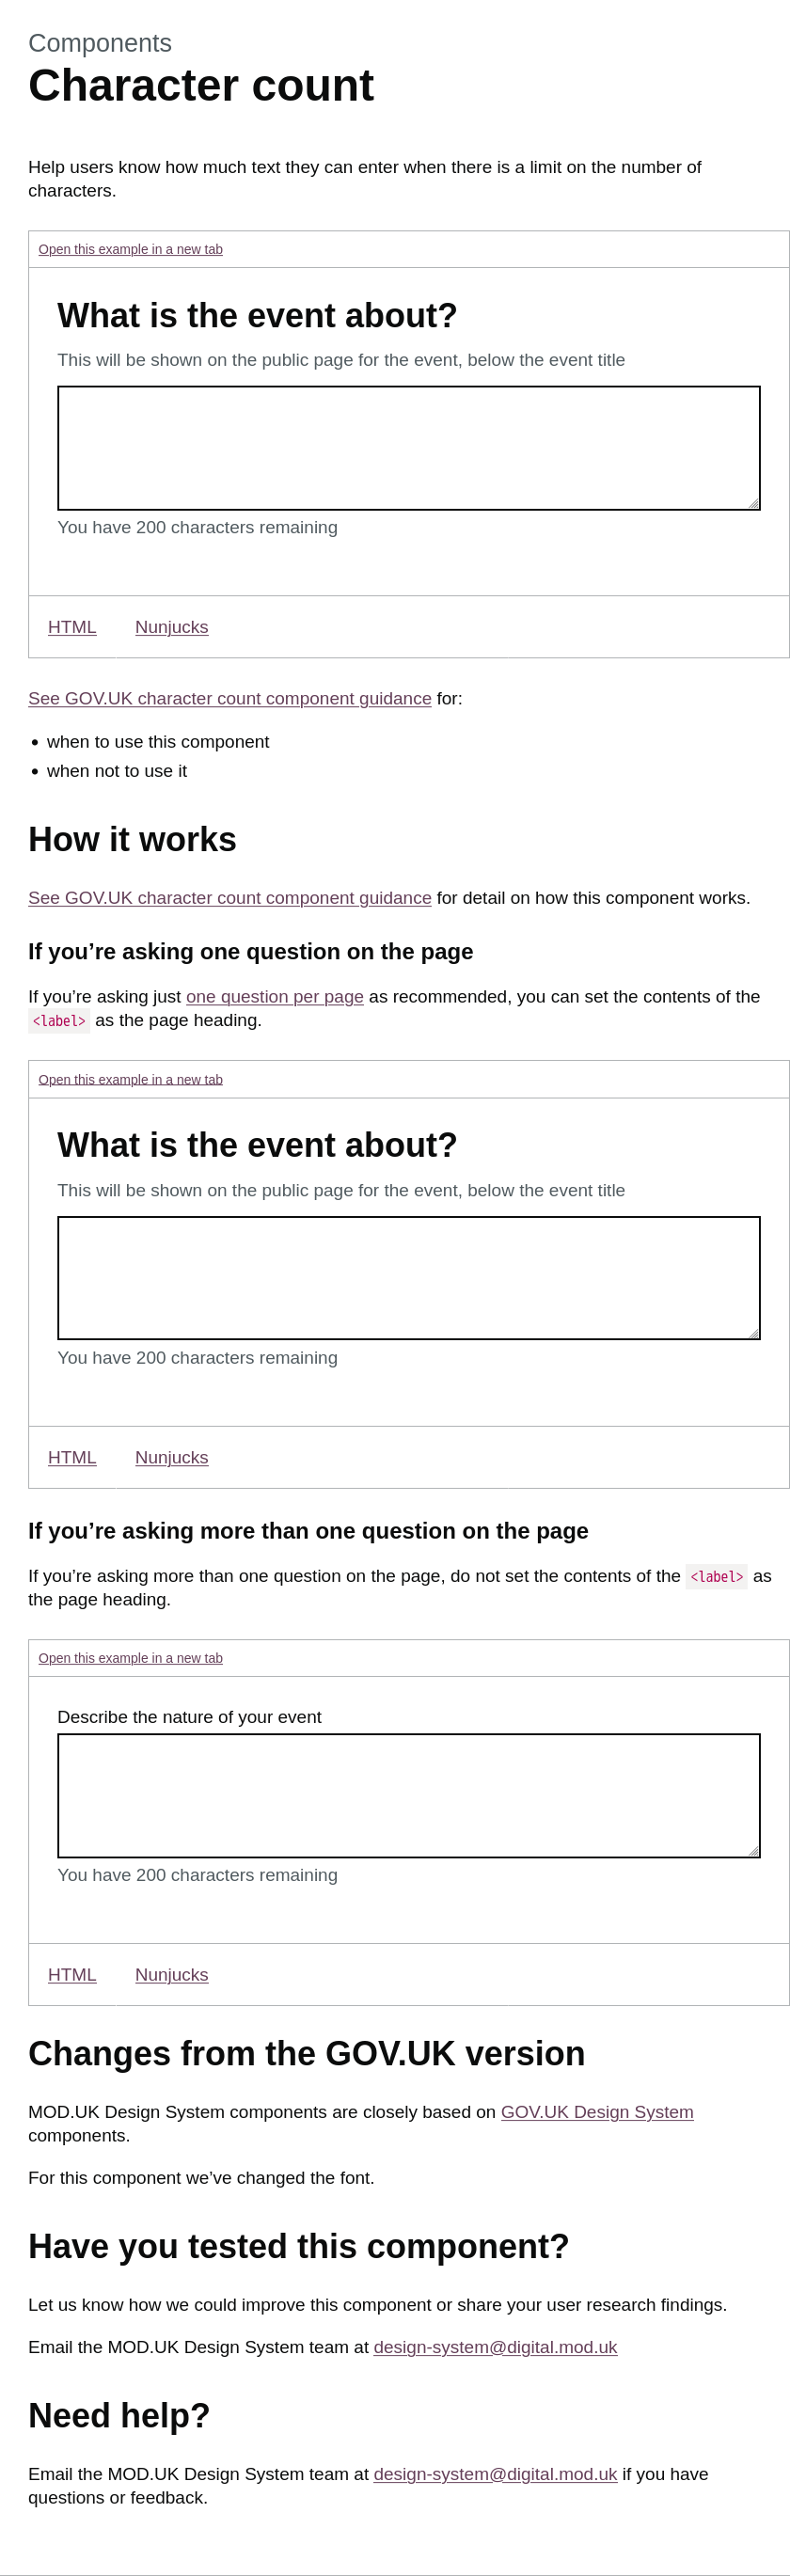 Components
Character count
Help users know how much text they can enter when there is a limit on the number of
characters.
Open this example in a new tab
What is the event about?
This will be shown on the public page for the event, below the event title
You have 200 characters remaining
HTML Nunjucks
See GOV.UK character count component guidance for:
• when to use this component
• when not to use it
How it works
See GOV.UK character count component guidance for detail on how this component works.
If you’re asking one question on the page
If you’re asking just one question per page as recommended, you can set the contents of the
<label> as the page heading.
Open this example in a new tab
What is the event about?
This will be shown on the public page for the event, below the event title
You have 200 characters remaining
HTML Nunjucks
If you’re asking more than one question on the page
If you’re asking more than one question on the page, do not set the contents of the <label> as
the page heading.
Open this example in a new tab
Describe the nature of your event
You have 200 characters remaining
HTML Nunjucks
Changes from the GOV.UK version
MOD.UK Design System components are closely based on GOV.UK Design System
components.
For this component we’ve changed the font.
Have you tested this component?
Let us know how we could improve this component or share your user research findings.
Email the MOD.UK Design System team at design-system@digital.mod.uk
Need help?
Email the MOD.UK Design System team at design-system@digital.mod.uk if you have
questions or feedback.